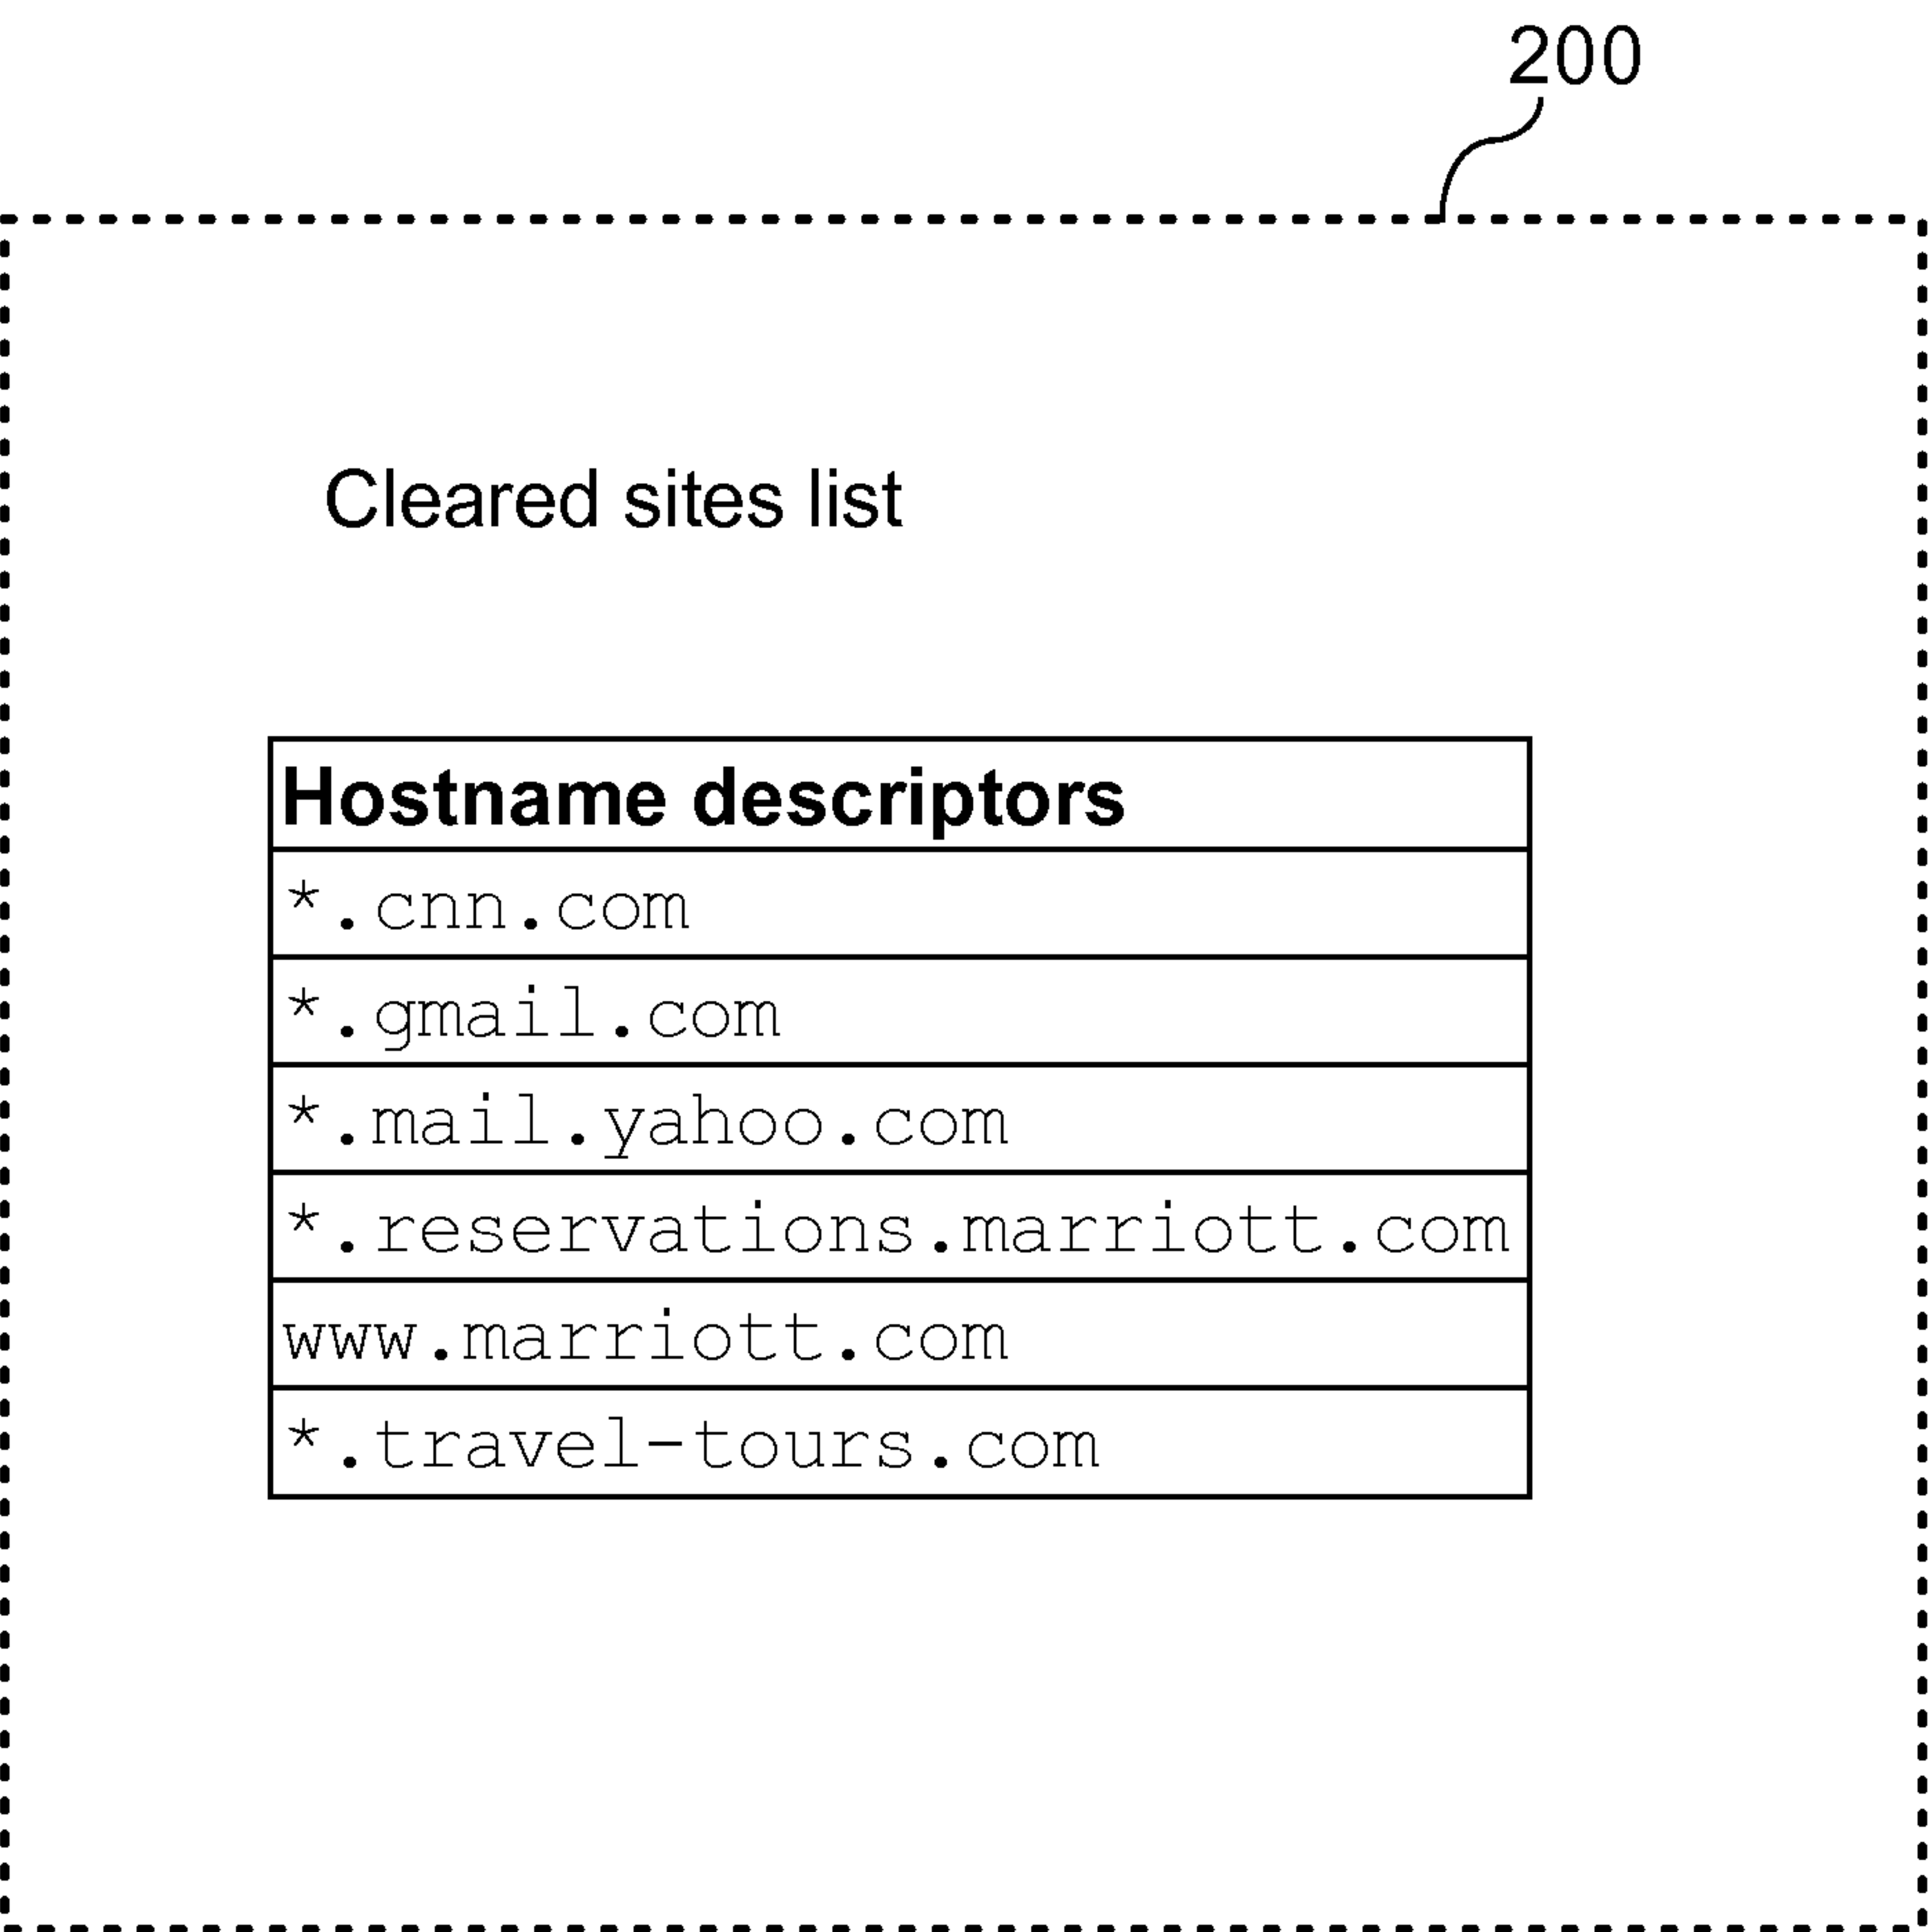 200
Cleared sites list
Hostname descriptors
*.cnn.com
*.gmail.com
*.mail.yahoo.com
*.reservations.marriott.com
www.marriott.com
*.travel-tours.com